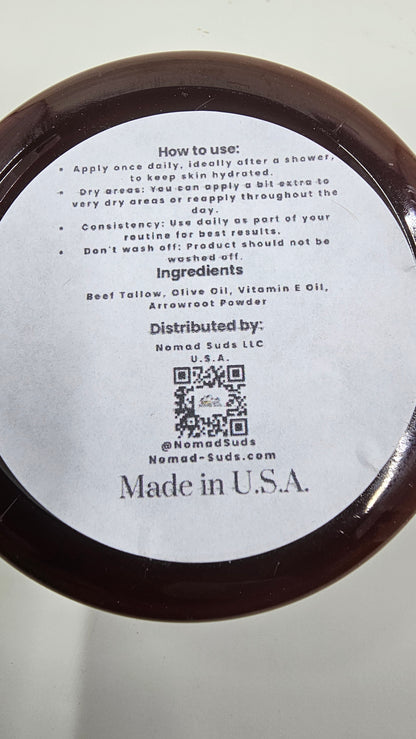 How to use:
• Apply once daily, ideally after a shower,
to keep skin hydrated.
• Dry areas: You can apply a bit extra to
very dry areas or reapply throughout the
day.
• Consistency: Use daily as part of your
routine for best results.
• Don't wash off: Product should not be
washed off.
Ingredients
Beef Tallow, Olive Oil, Vitamin E Oil,
Arrowroot Powder
Distributed by:
Nomad Suds LLC
U.S.A.
@NomadSuds
Nomad-Suds.com
Made in U.S.A.